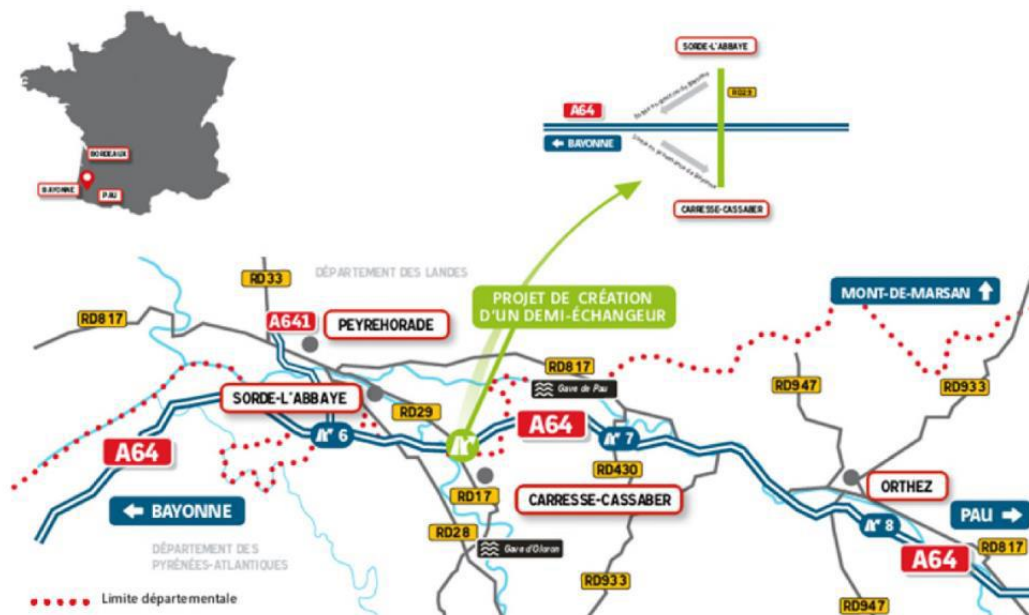 BORDEAUX
BAYONNE
PAU
SORDE-L'ABBAYE
RD29
A64
← BAYONNE
CARRESSE-CASSABER
DÉPARTEMENT DES LANDES
RD33
RD817
A641
PEYREHORADE
PROJET DE CRÉATION
D'UN DEMI-ÉCHANGEUR
MONT-DE-MARSAN ↑
RD817
Gave de Pau
RD947
RD933
SORDE-L'ABBAYE
RD29
A64
6
A64
7
RD430
ORTHEZ
← BAYONNE
RD17
CARRESSE-CASSABER
PAU →
8
RD28
Gave d'Oloron
RD817
DÉPARTEMENT DES
PYRÉNÉES-ATLANTIQUES
A64
RD933
RD947
Limite départementale